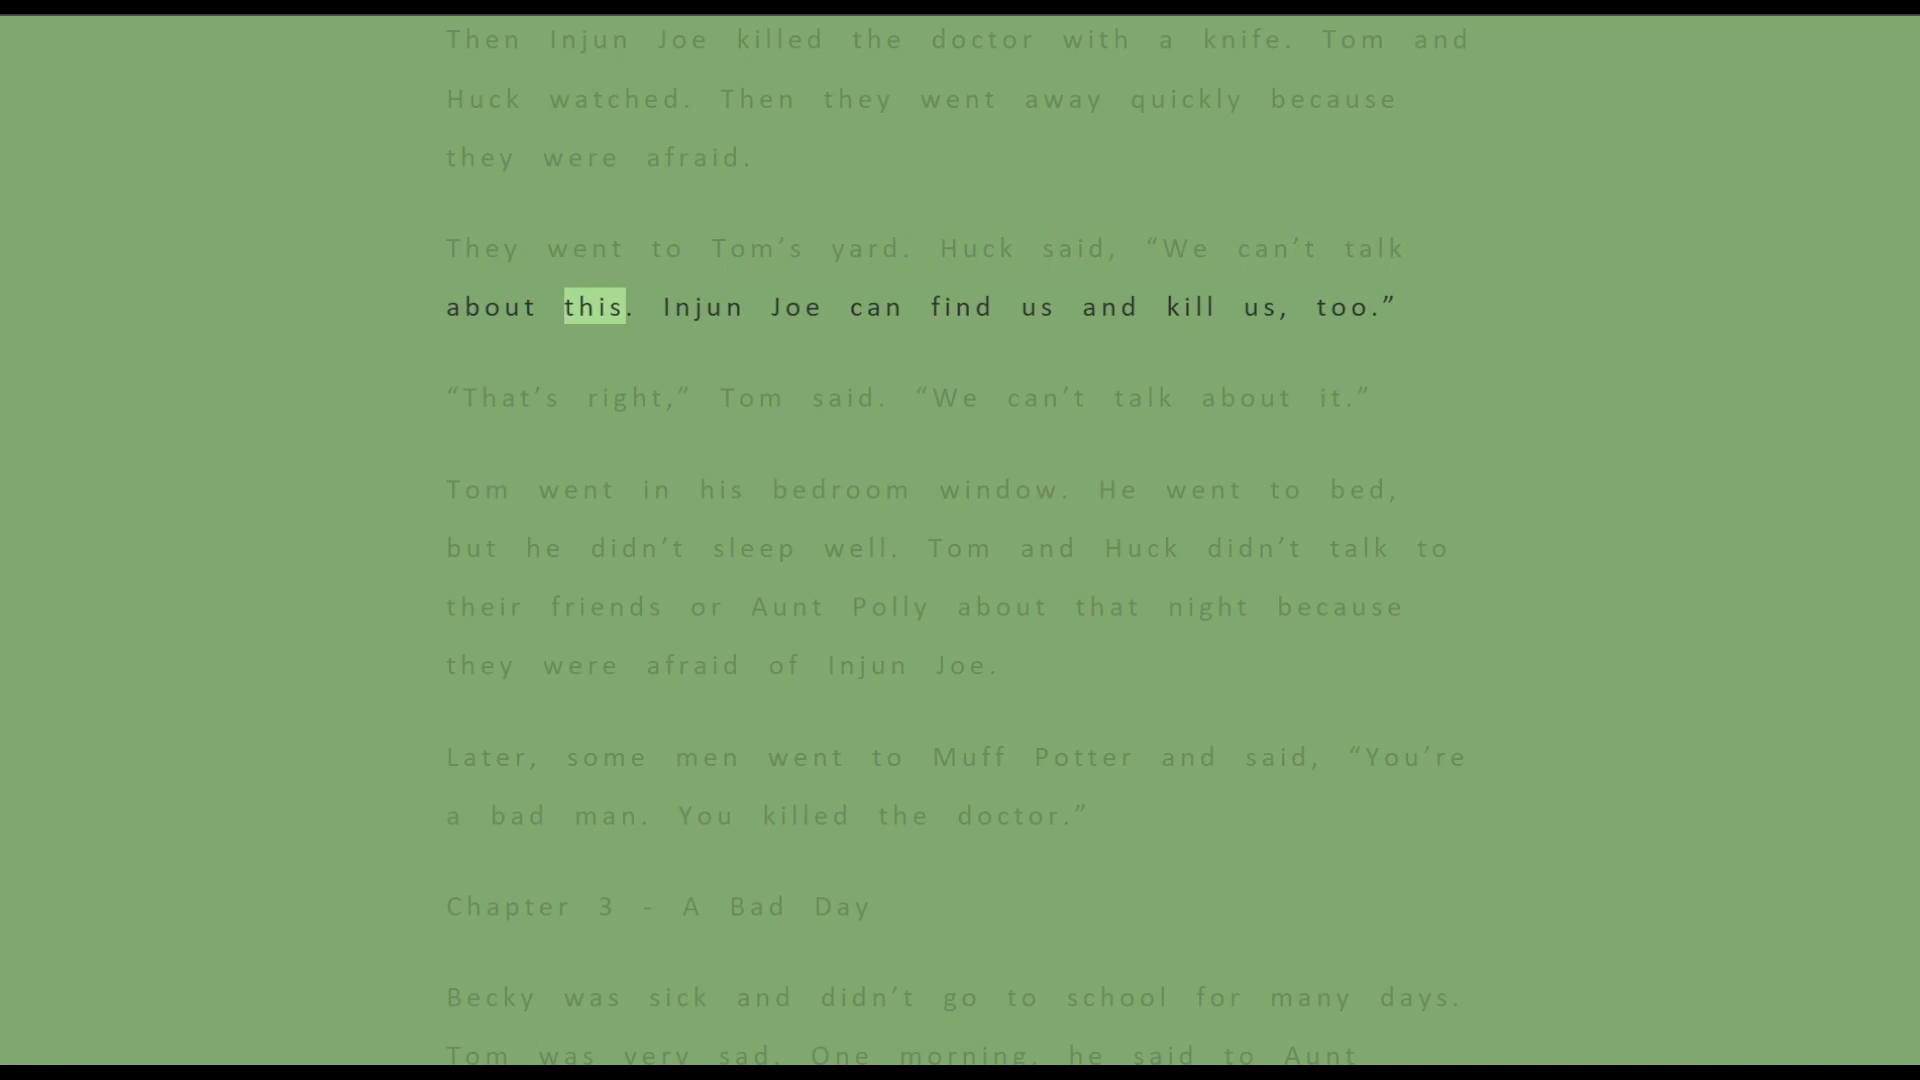 Then Injun Joe killed the doctor with a knife. Tom and
Huck watched. Then they went away quickly because
they were afraid.
They went to Tom’s yard. Huck said, “We can’t talk
about this. Injun Joe can find us and kill us, too.”
“That’s right,” Tom said. “We can’t talk about it.”
Tom went in his bedroom window. He went to bed,
but he didn’t sleep well. Tom and Huck didn’t talk to
their friends or Aunt Polly about that night because
they were afraid of Injun Joe.
Later, some men went to Muff Potter and said, “You’re
a bad man. You killed the doctor.”
Chapter 3 - A Bad Day
Becky was sick and didn’t go to school for many days.
Tom was very sad. One morning, he said to Aunt